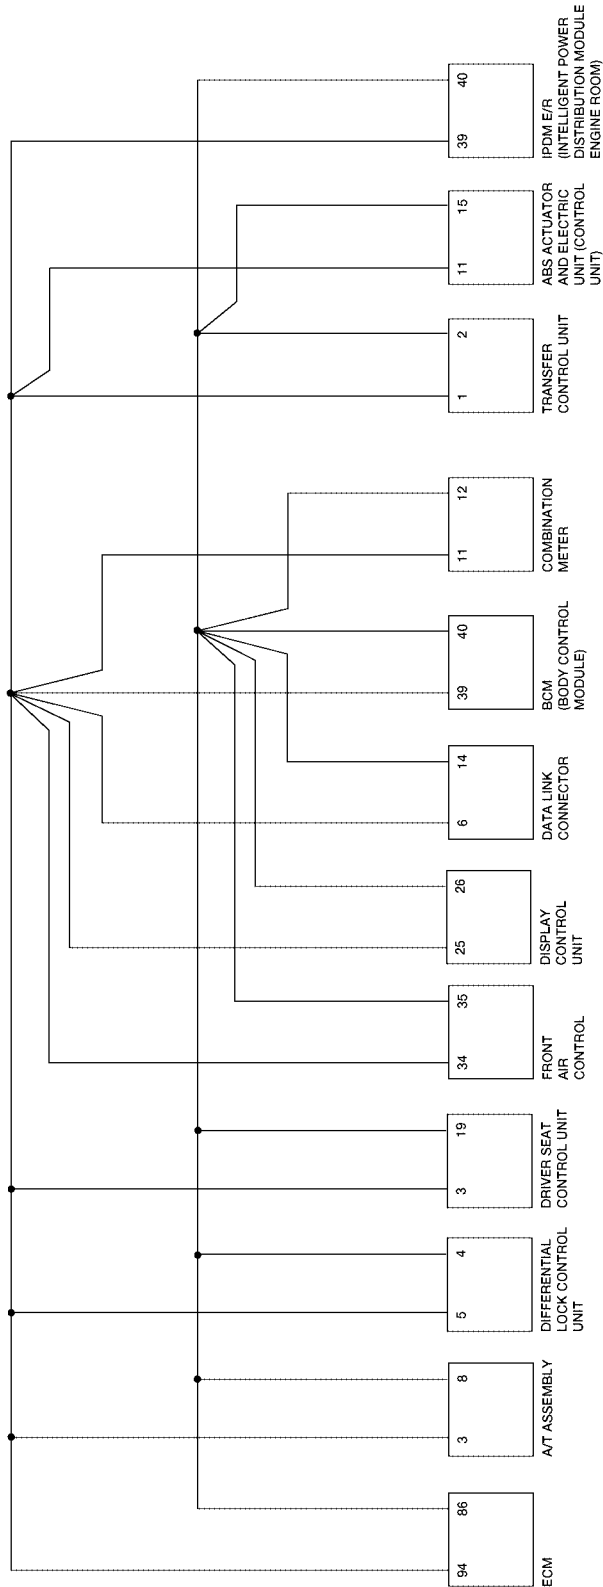 94 86
ECM
3 8
A/T ASSEMBLY
5 4
DIFFERENTIAL
LOCK CONTROL
UNIT
3 19
DRIVER SEAT
CONTROL UNIT
34 35
FRONT
AIR
CONTROL
25 26
DISPLAY
CONTROL
UNIT
6 14
DATA LINK
CONNECTOR
39 40
BCM
(BODY CONTROL
MODULE)
11 12
COMBINATION
METER
1 2
TRANSFER
CONTROL UNIT
11 15
ABS ACTUATOR
AND ELECTRIC
UNIT (CONTROL
UNIT)
39 40
IPDM E/R
(INTELLIGENT POWER
DISTRIBUTION MODULE
ENGINE ROOM)